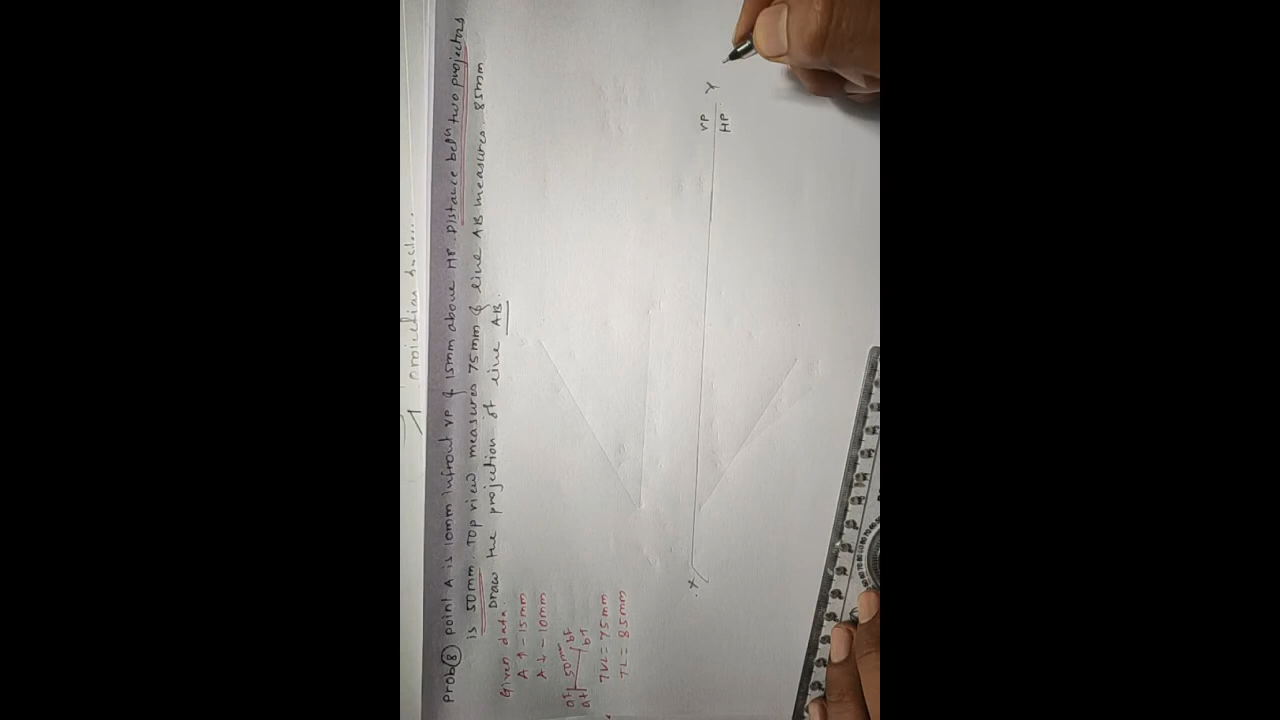 Prob(8) point A is 10mm infront VP & 15mm above HP. Distance betn two projectors
is 50mm. Top view measures 75mm & line AB measures. 85mm
Draw the projection of line AB.
Given data.
A ↑ - 15mm
A ↓ - 10mm
50mm
TVL = 75mm
TL = 85mm
X
VP
HP
Y